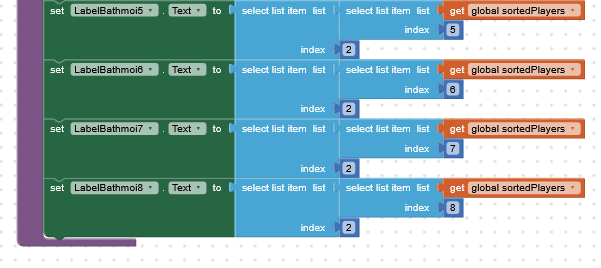 set LabelBathmoi5 . Text to select list item list select list item list get global sortedPlayers
index 5
index 2
set LabelBathmoi6 . Text to select list item list select list item list get global sortedPlayers
index 6
index 2
set LabelBathmoi7 . Text to select list item list select list item list get global sortedPlayers
index 7
index 2
set LabelBathmoi8 . Text to select list item list select list item list get global sortedPlayers
index 8
index 2